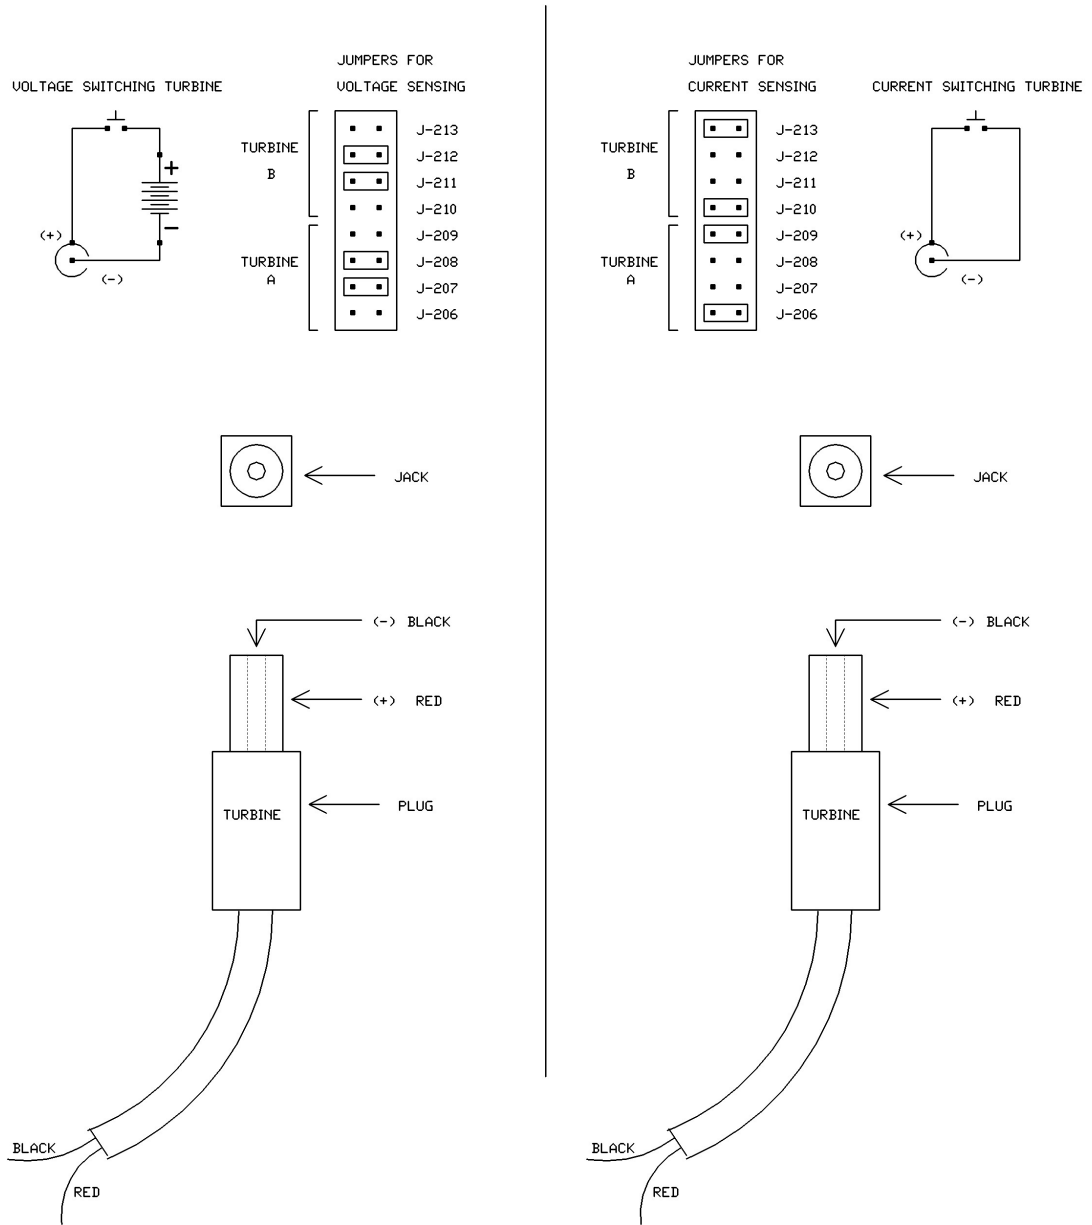 JUMPERS FOR
VOLTAGE SWITCHING TURBINE
VOLTAGE SENSING
J-213
TURBINE
B
J-212
J-211
J-210
J-209
(+)
TURBINE
A
J-208
(-)
J-207
J-206
+
-
JACK
(-) BLACK
(+) RED
TURBINE
PLUG
BLACK
RED
JUMPERS FOR
CURRENT SENSING
CURRENT SWITCHING TURBINE
J-213
TURBINE
B
J-212
J-211
J-210
J-209
(+)
TURBINE
A
J-208
(-)
J-207
J-206
JACK
(-) BLACK
(+) RED
TURBINE
PLUG
BLACK
RED